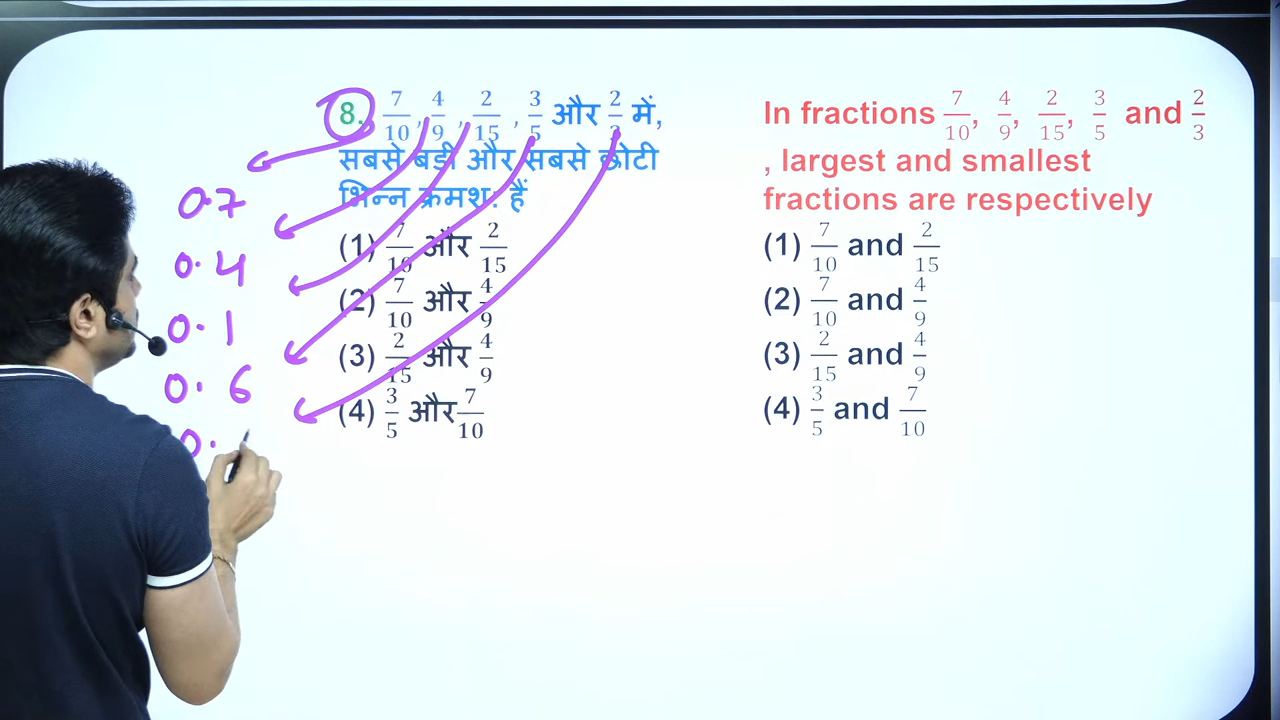 8. 7/10, 4/9, 2/15, 3/5 और 2/3 में,
सबसे बड़ी और सबसे छोटी
भिन्न क्रमशः हैं
(1) 7/10 और 2/15
(2) 7/10 और 4/9
(3) 2/15 और 4/9
(4) 3/5 और 7/10
0.7
0.4
0.1
0.6
0.
In fractions 7/10, 4/9, 2/15, 3/5 and 2/3
, largest and smallest
fractions are respectively
(1) 7/10 and 2/15
(2) 7/10 and 4/9
(3) 2/15 and 4/9
(4) 3/5 and 7/10